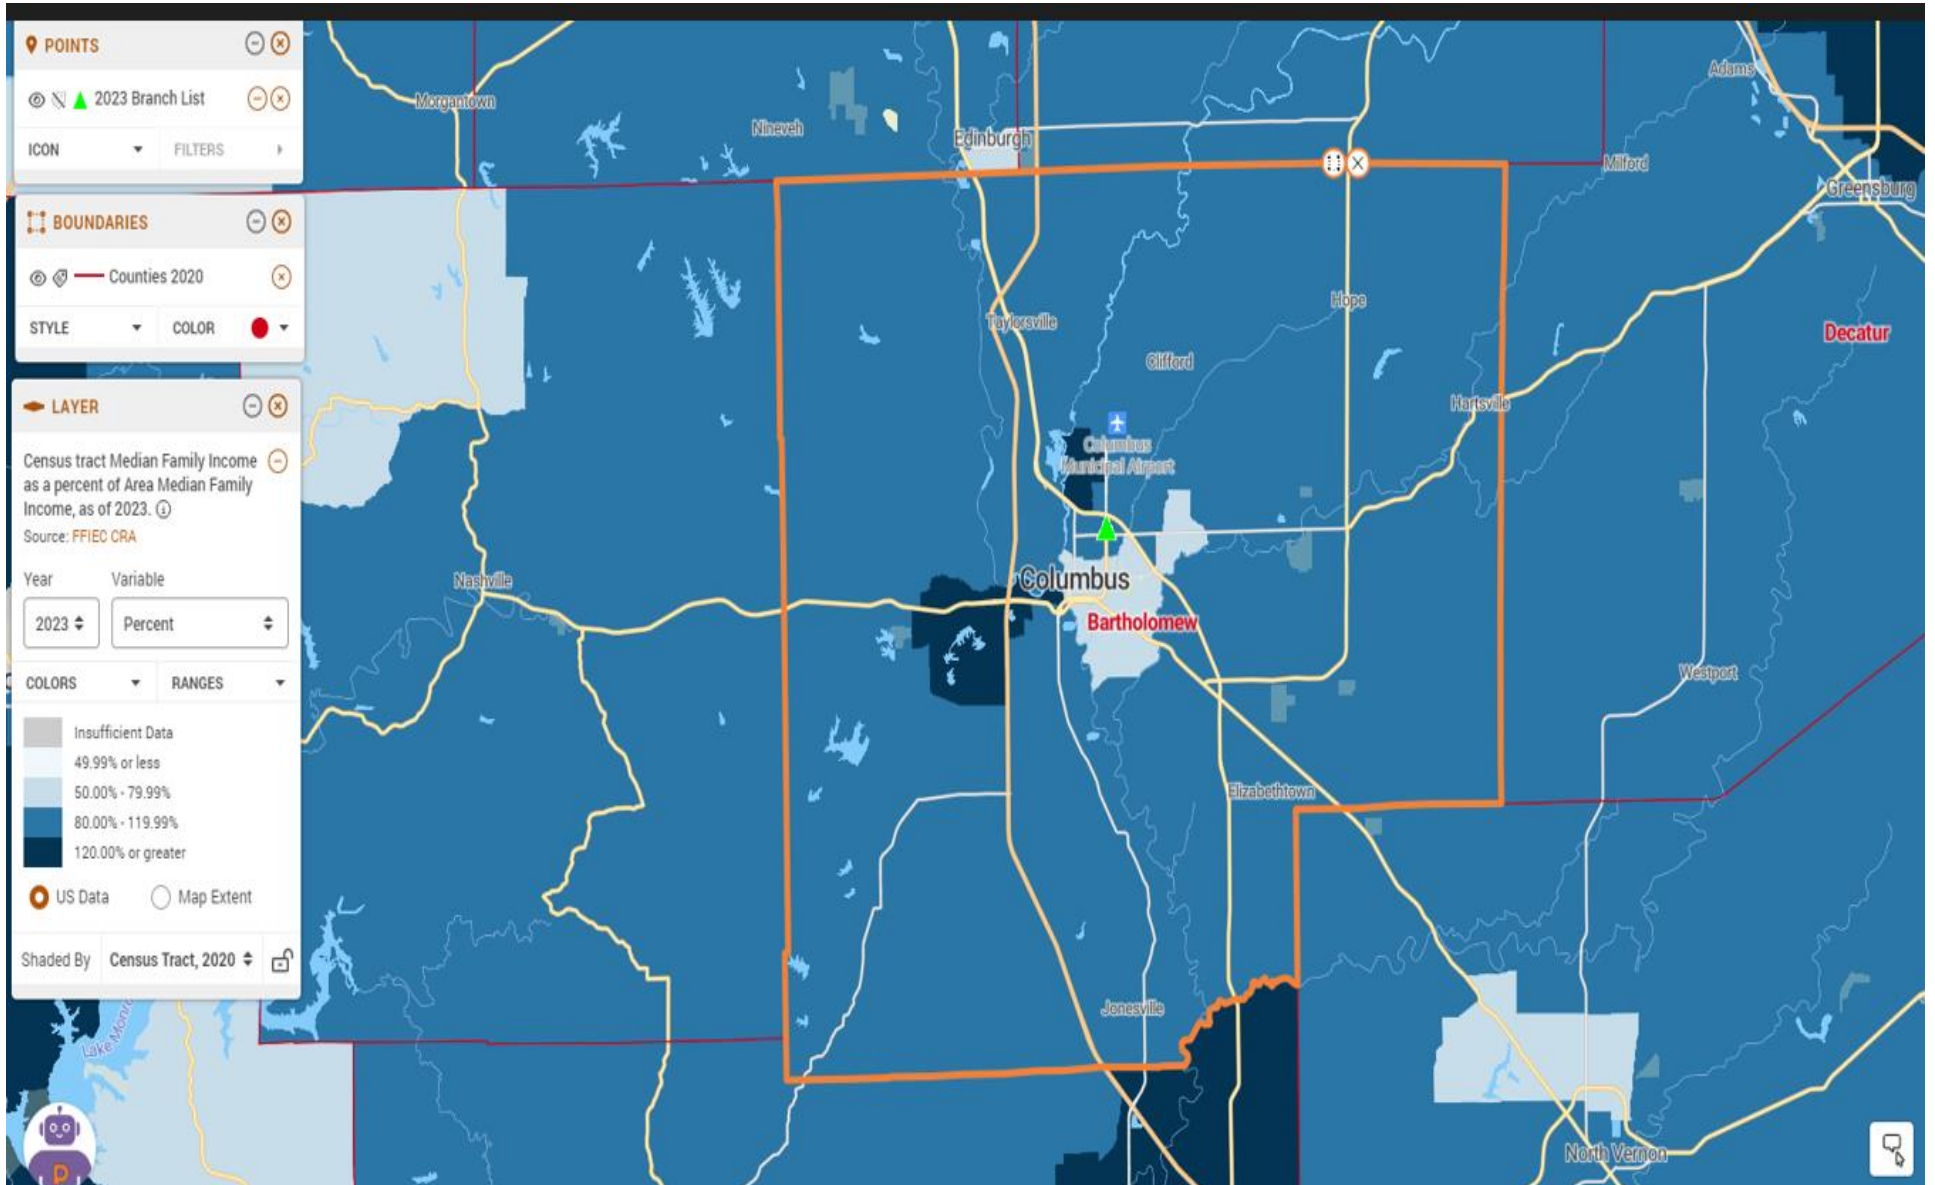 POINTS
2023 Branch List
ICON
FILTERS
BOUNDARIES
Counties 2020
STYLE
COLOR
LAYER
Census tract Median Family Income
as a percent of Area Median Family
Income, as of 2023.
Source: FFIEC CRA
Year
Variable
2023
Percent
COLORS
RANGES
Insufficient Data
49.99% or less
50.00% - 79.99%
80.00% - 119.99%
120.00% or greater
US Data
Map Extent
Shaded By
Census Tract, 2020
Morgantown
Nineveh
Edinburgh
Adams
Milford
Greensburg
Taylorsville
Hope
Decatur
Clifford
Hartsville
Columbus
Municipal Airport
Nashville
Columbus
Bartholomew
Westport
Elizabethtown
Jonesville
North Vernon